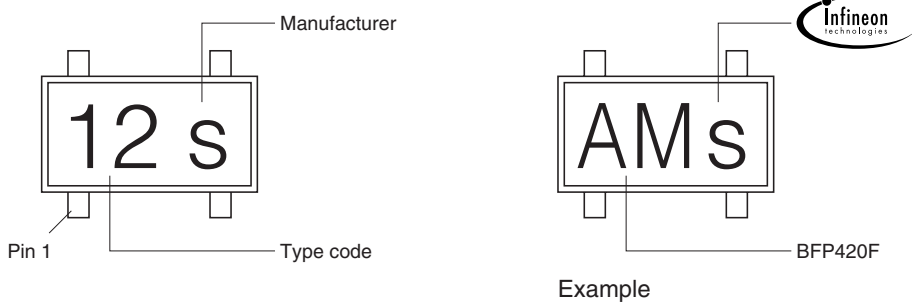 Manufacturer
Infineon
technologies
12 s
AMs
Pin 1
Type code
BFP420F
Example